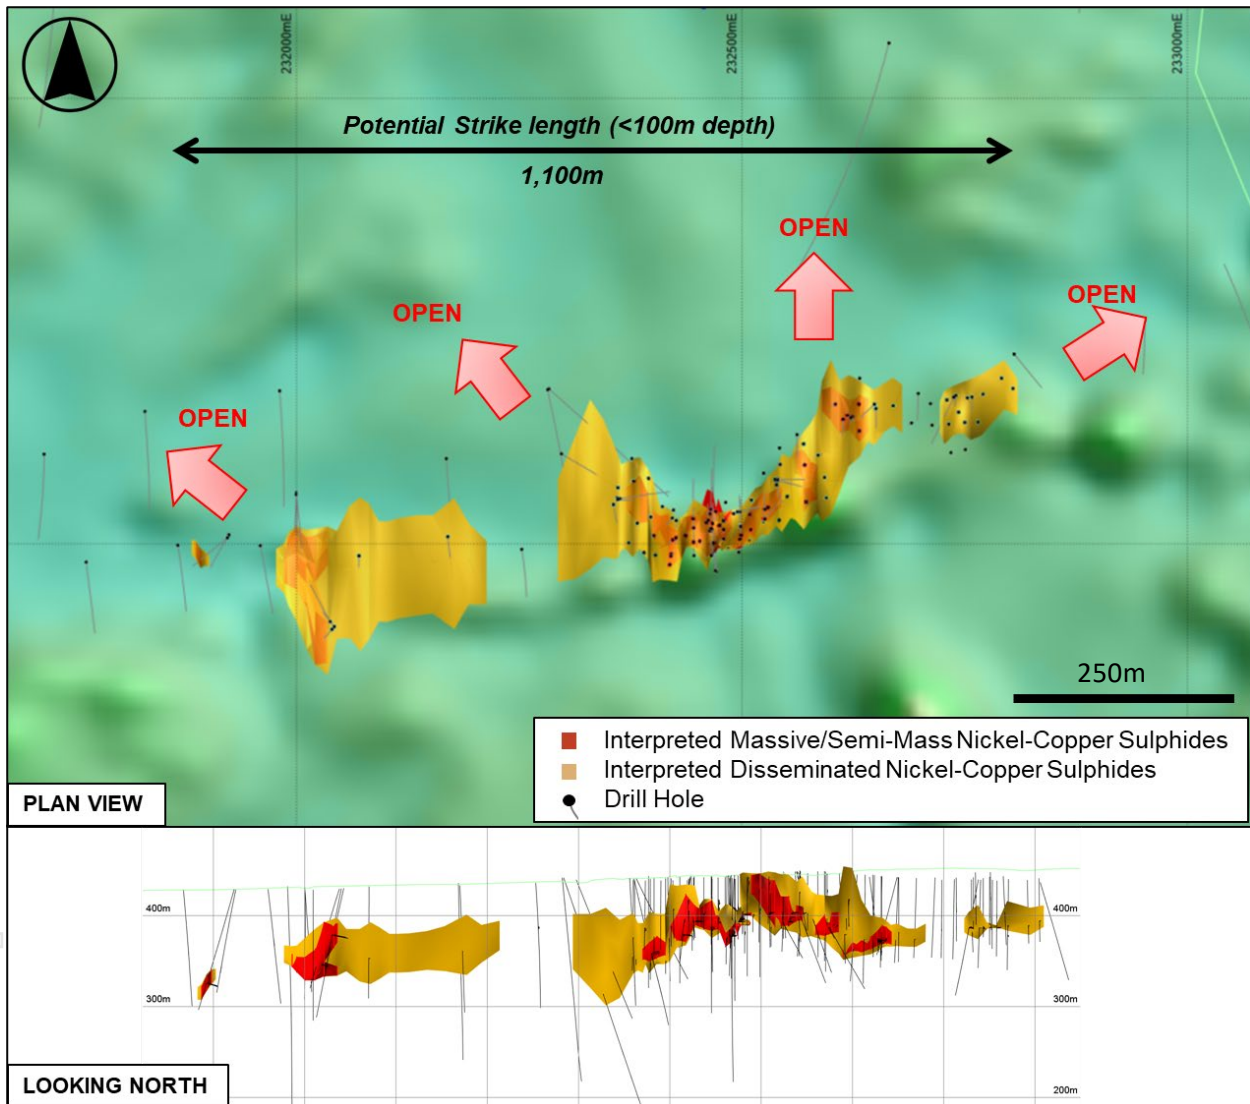 232000mE
232500mE
233000mE
Potential Strike length (<100m depth)
1,100m
OPEN
OPEN
OPEN
OPEN
250m
Interpreted Massive/Semi-Mass Nickel-Copper Sulphides
Interpreted Disseminated Nickel-Copper Sulphides
Drill Hole
PLAN VIEW
400m
400m
300m
300m
LOOKING NORTH
200m